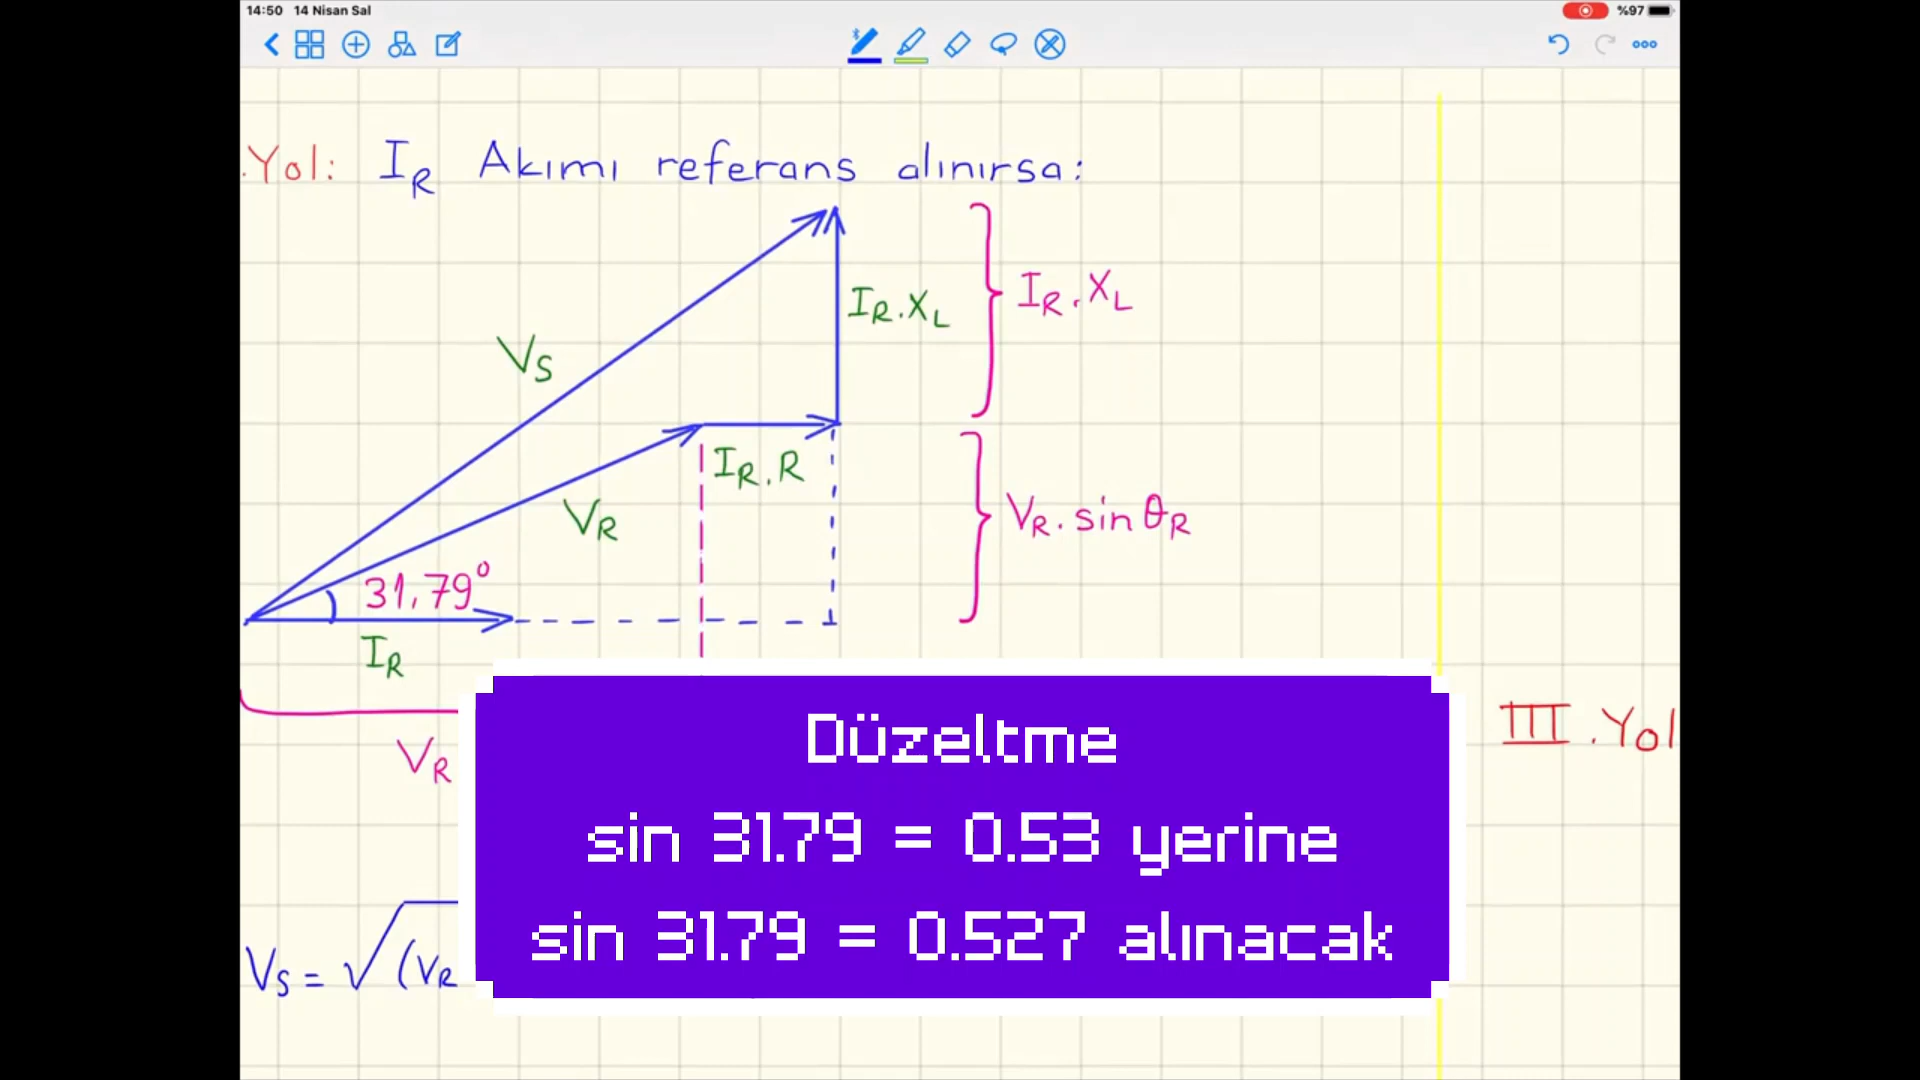 14:50 14 Nisan Sal
%97
.Yol: I_R Akımı referans alınırsa:
I_R.X_L
I_R.X_L
V_S
I_R.R
V_R
V_R.sinθ_R
31,79°
I_R
V_R
III.Yol
Düzeltme
sin 31.79 = 0.53 yerine
sin 31.79 = 0.527 alınacak
V_S = √(V_R